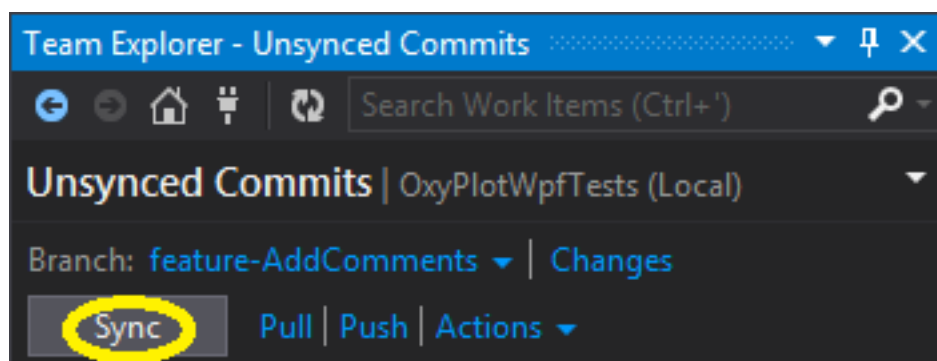 Team Explorer - Unsynced Commits
Search Work Items (Ctrl+')
Unsynced Commits | OxyPlotWpfTests (Local)
Branch: feature-AddComments | Changes
Sync Pull | Push | Actions